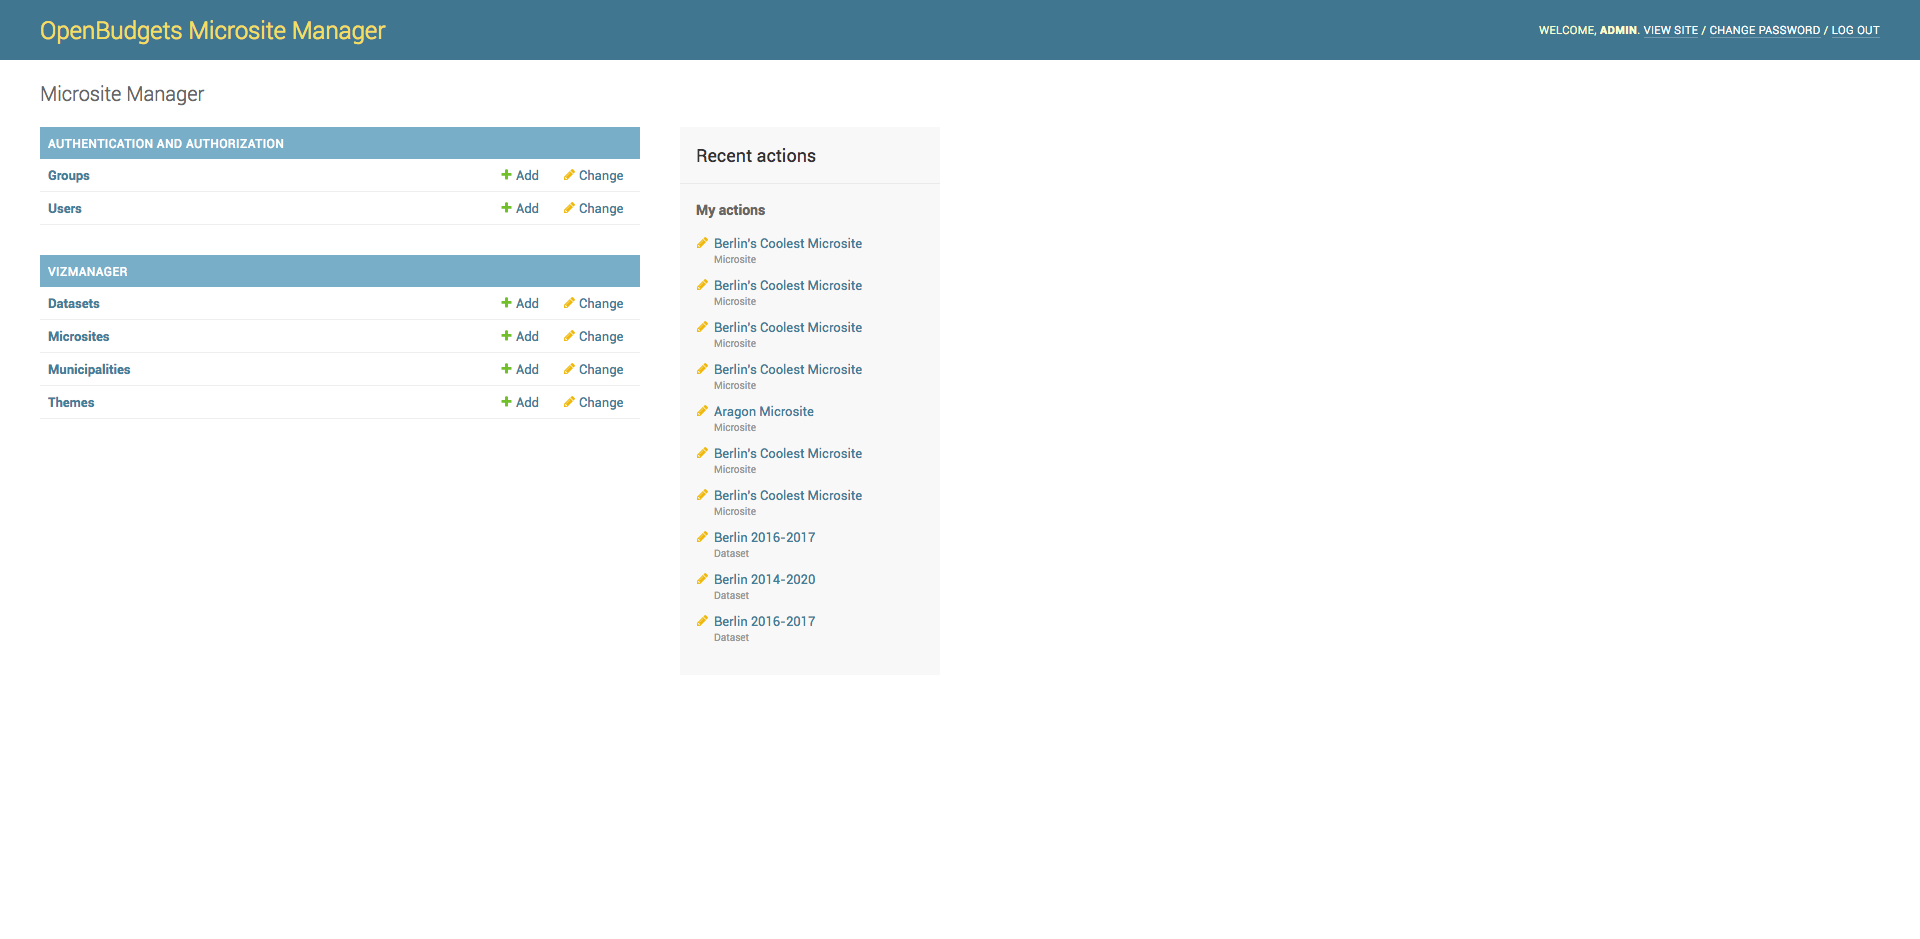 OpenBudgets Microsite Manager
WELCOME, ADMIN. VIEW SITE / CHANGE PASSWORD / LOG OUT
Microsite Manager
AUTHENTICATION AND AUTHORIZATION
Groups Add Change
Users Add Change
VIZMANAGER
Datasets Add Change
Microsites Add Change
Municipalities Add Change
Themes Add Change
Recent actions
My actions
Berlin's Coolest Microsite
Microsite
Berlin's Coolest Microsite
Microsite
Berlin's Coolest Microsite
Microsite
Berlin's Coolest Microsite
Microsite
Aragon Microsite
Microsite
Berlin's Coolest Microsite
Microsite
Berlin's Coolest Microsite
Microsite
Berlin 2016-2017
Dataset
Berlin 2014-2020
Dataset
Berlin 2016-2017
Dataset